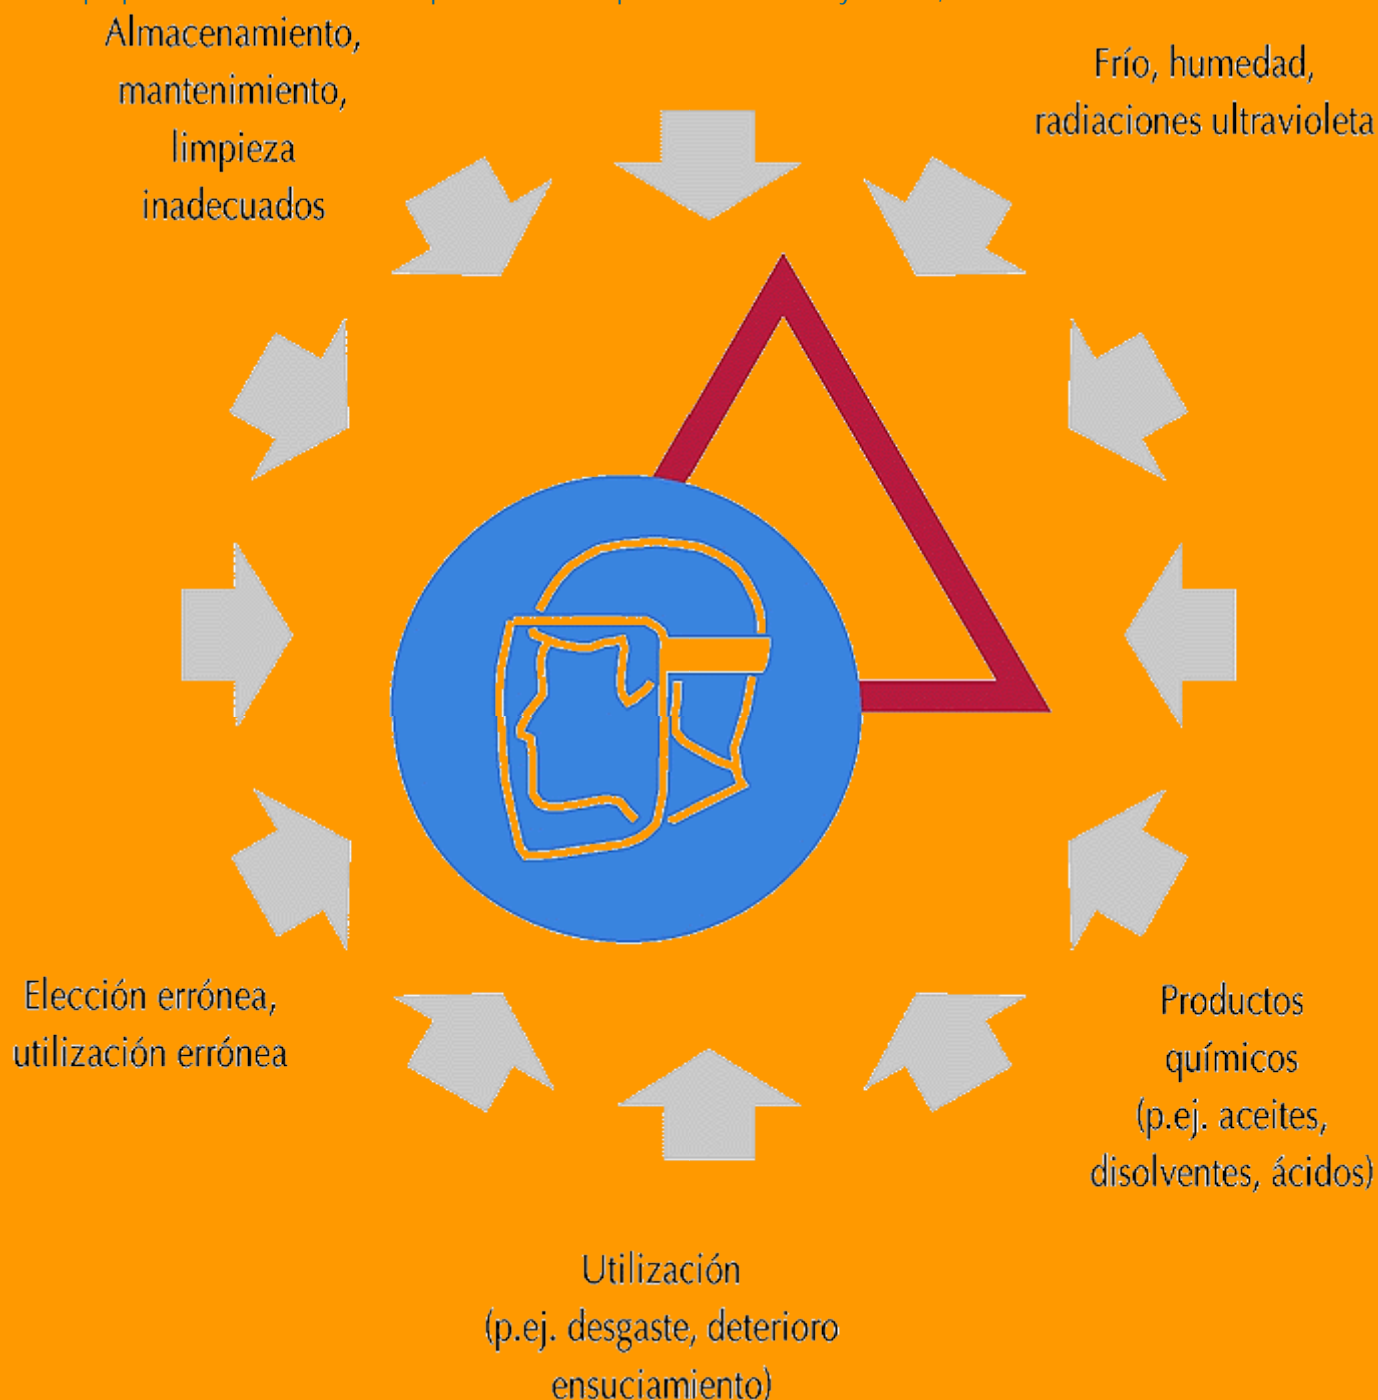 Almacenamiento,
mantenimiento,
limpieza
inadecuados
Frío, humedad,
radiaciones ultravioleta
Elección errónea,
utilización errónea
Productos
químicos
(p.ej. aceites,
disolventes, ácidos)
Utilización
(p.ej. desgaste, deterioro
ensuciamiento)